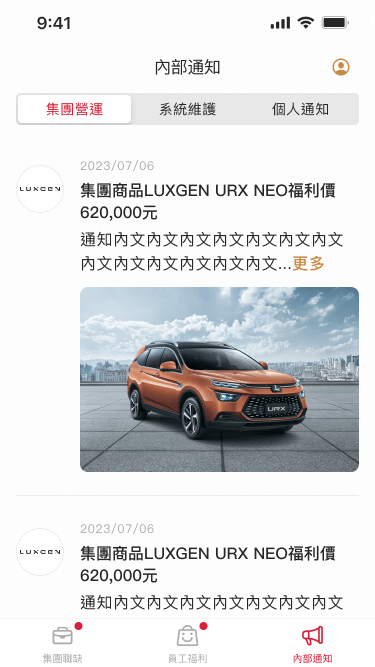 9:41
內部通知
集團營運
系統維護
個人通知
2023/07/06
LUXGEN
集團商品LUXGEN URX NEO福利價
620,000元
通知內文內文內文內文內文內文內文
內文內文內文內文內文內文...更多
URX
2023/07/06
LUXGEN
集團商品LUXGEN URX NEO福利價
620,000元
通知內文內文內文內文內文內文內文
集團職缺
員工福利
內部通知